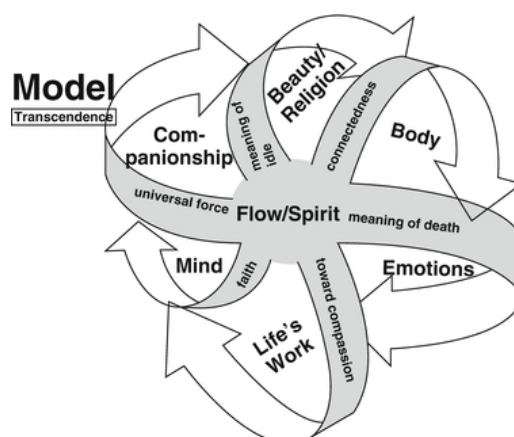 Model
Transcendence
Beauty/
Religion
meaning of
idle
connectedness
Com-
panionship
Body
universal force
Flow/Spirit
meaning of death
Mind
faith
toward compassion
Emotions
Life's
Work